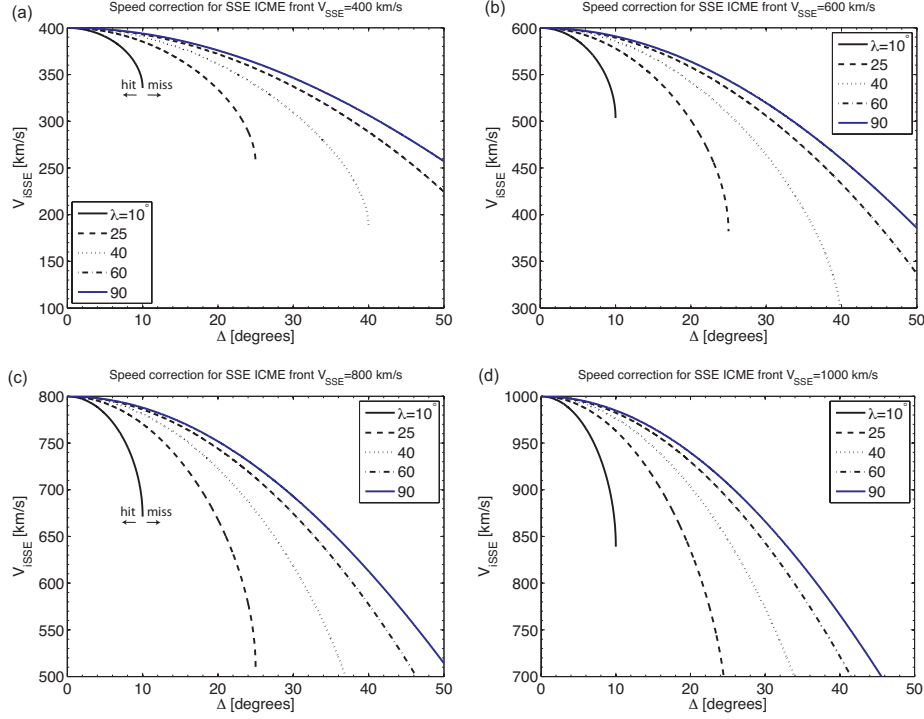 (a)
Speed correction for SSE ICME front V_SSE=400 km/s
400
350
300
250
200
150
100
V_iSSE [km/s]
hit miss
← →
λ=10°
25
40
60
90
0 10 20 30 40 50
Δ [degrees]
(b)
Speed correction for SSE ICME front V_SSE=600 km/s
600
550
500
450
400
350
300
V_iSSE [km/s]
λ=10°
25
40
60
90
0 10 20 30 40 50
Δ [degrees]
(c)
Speed correction for SSE ICME front V_SSE=800 km/s
800
750
700
650
600
550
500
V_iSSE [km/s]
hit miss
← →
λ=10°
25
40
60
90
0 10 20 30 40 50
Δ [degrees]
(d)
Speed correction for SSE ICME front V_SSE=1000 km/s
1000
950
900
850
800
750
700
V_iSSE [km/s]
λ=10°
25
40
60
90
0 10 20 30 40 50
Δ [degrees]